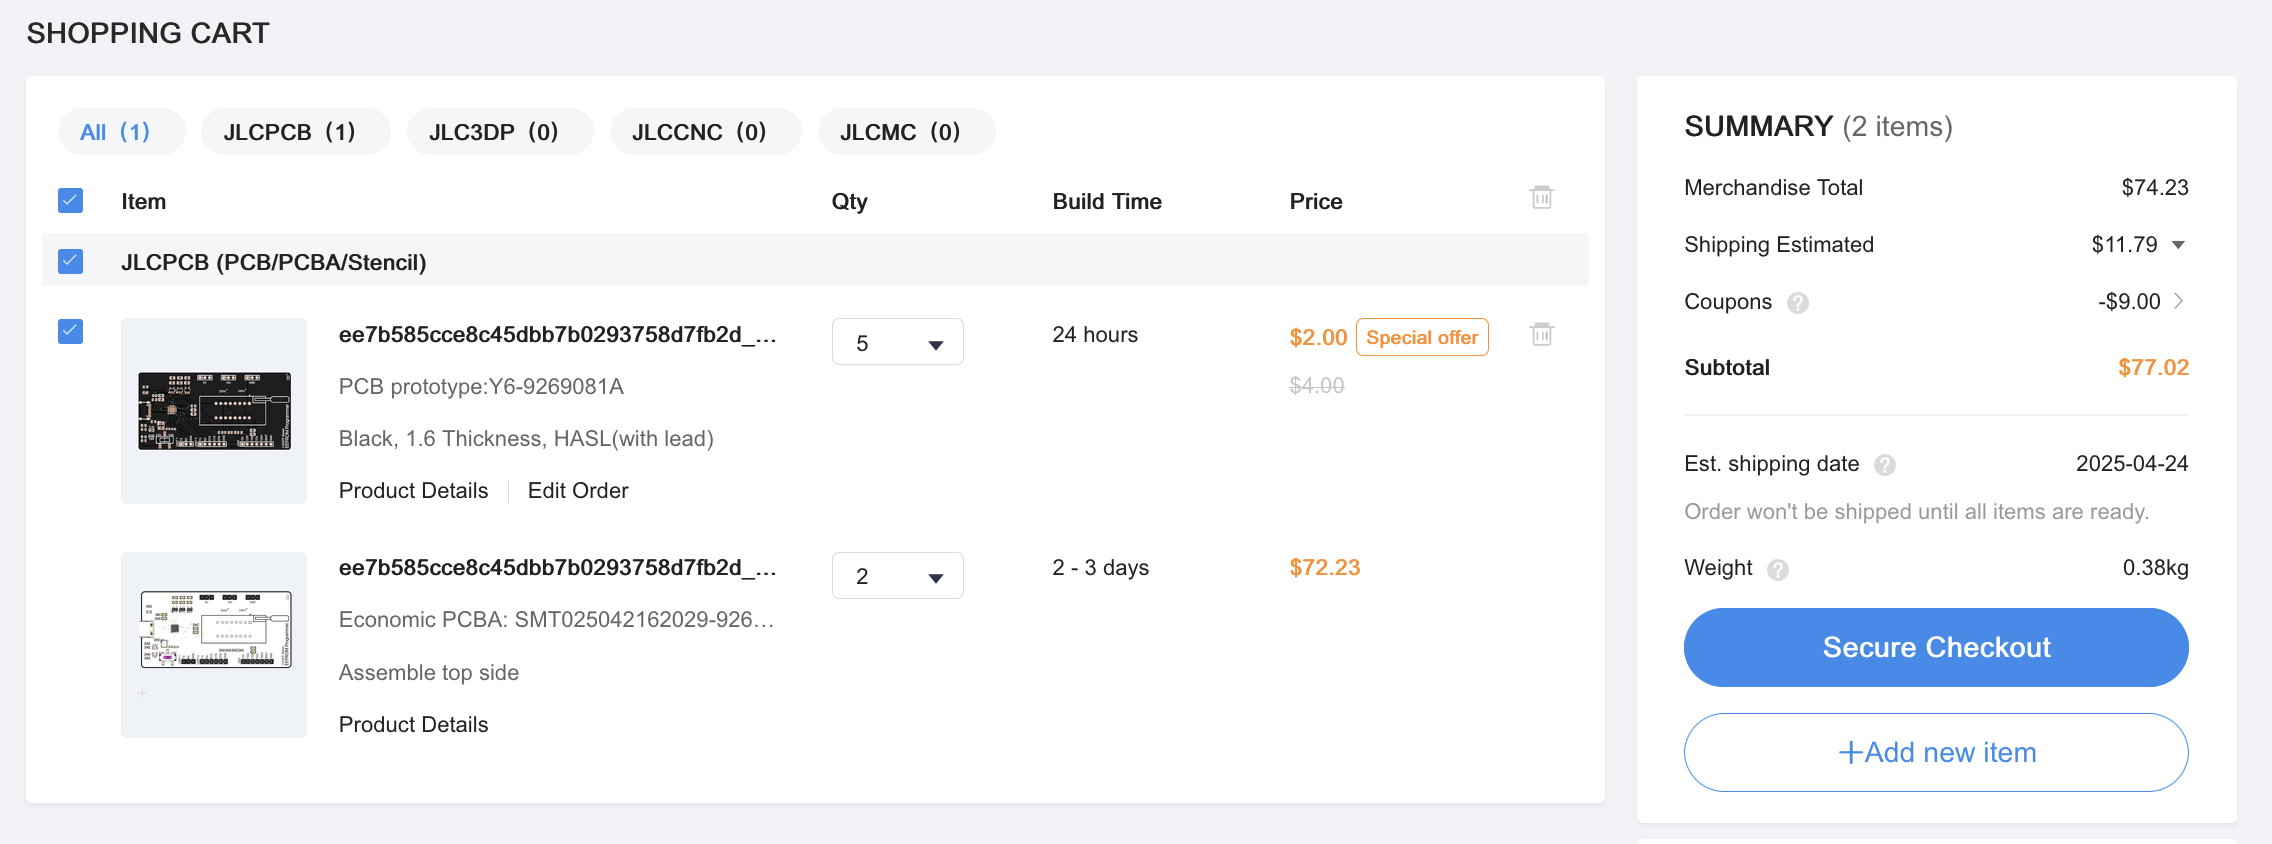 SHOPPING CART
All (1)
JLCPCB (1)
JLC3DP (0)
JLCCNC (0)
JLCMC (0)
Item
Qty
Build Time
Price
JLCPCB (PCB/PCBA/Stencil)
ee7b585cce8c45dbb7b0293758d7fb2d_...
5
24 hours
$2.00
Special offer
$4.00
PCB prototype:Y6-9269081A
Black, 1.6 Thickness, HASL(with lead)
Product Details
Edit Order
ee7b585cce8c45dbb7b0293758d7fb2d_...
2
2 - 3 days
$72.23
Economic PCBA: SMT025042162029-926...
Assemble top side
Product Details
SUMMARY (2 items)
Merchandise Total
$74.23
Shipping Estimated
$11.79
Coupons
?
-$9.00
Subtotal
$77.02
Est. shipping date
?
2025-04-24
Order won't be shipped until all items are ready.
Weight
?
0.38kg
Secure Checkout
+Add new item